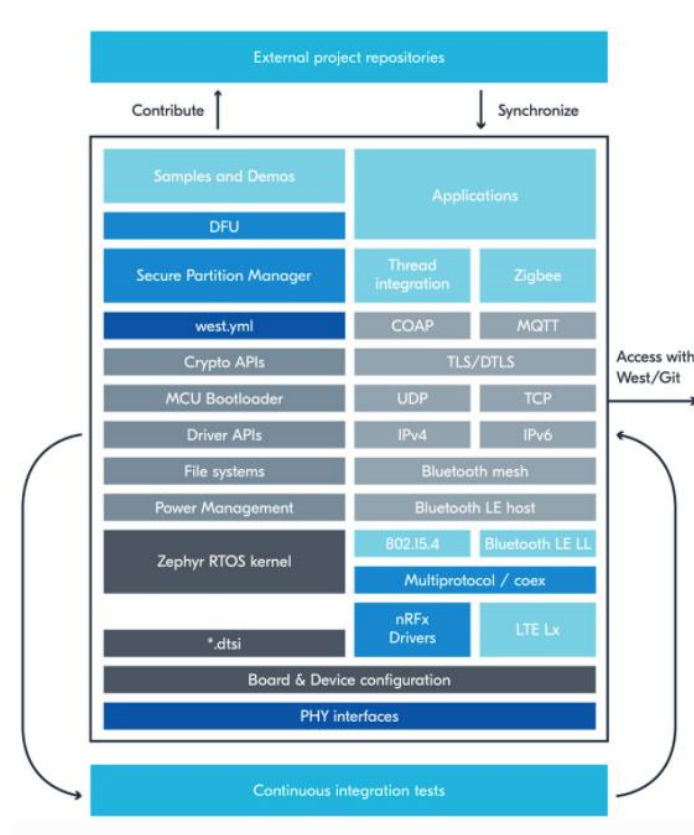 External project repositories
Contribute
Synchronize
Samples and Demos
Applications
DFU
Secure Partition Manager
Thread
integration
Zigbee
west.yml
COAP
MQTT
Crypto APIs
TLS/DTLS
Access with
West/Git
MCU Bootloader
UDP
TCP
Driver APIs
IPv4
IPv6
File systems
Bluetooth mesh
Power Management
Bluetooth LE host
Zephyr RTOS kernel
802.15.4
Bluetooth LE LL
Multiprotocol / coex
nRFx
Drivers
LTE Lx
*.dtsi
Board & Device configuration
PHY interfaces
Continuous integration tests